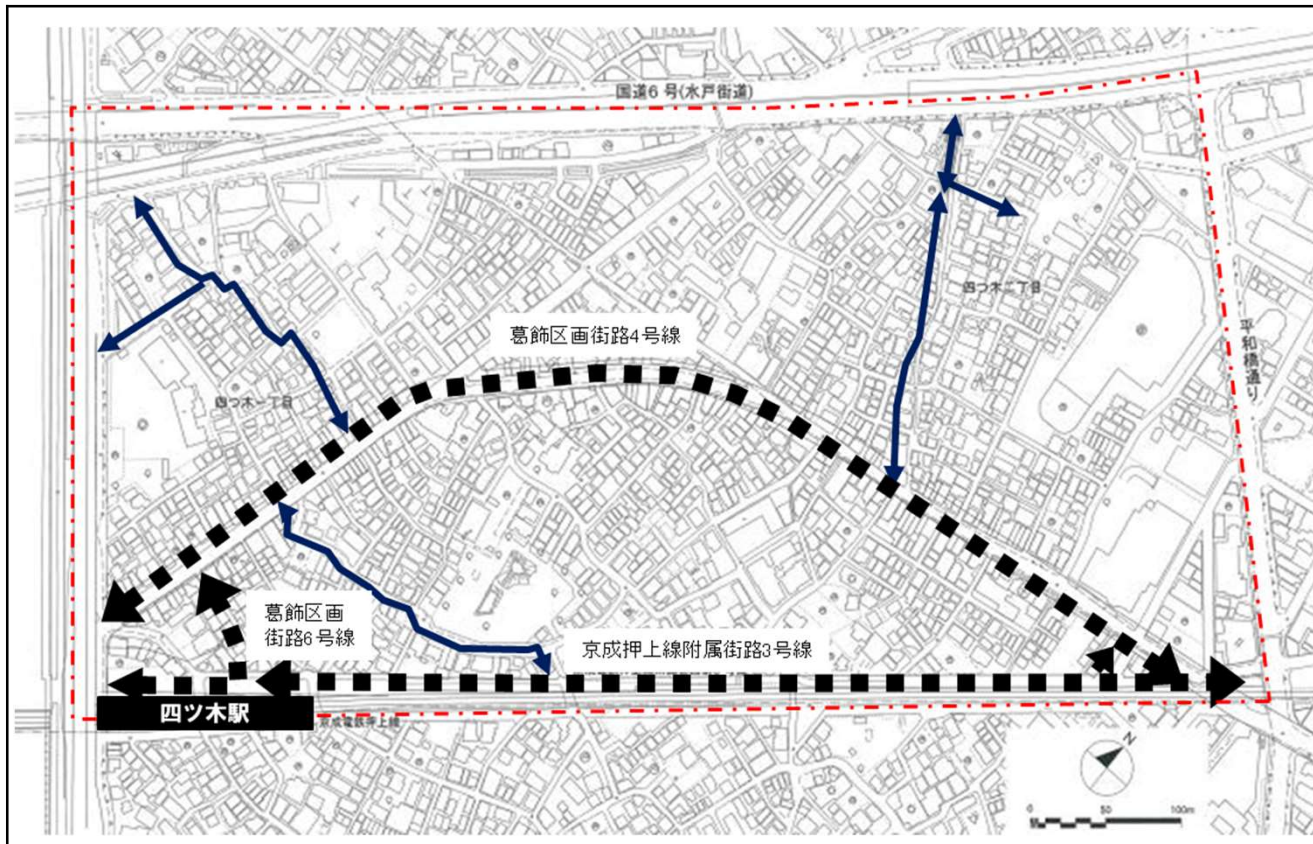 国道6号(水戸街道)
四つ木二丁目
平和橋通り
葛飾区画街路4号線
四つ木一丁目
葛飾区画
街路6号線
京成押上線附属街路3号線
四ツ木駅
京成電鉄押上線
N
0 50 100m